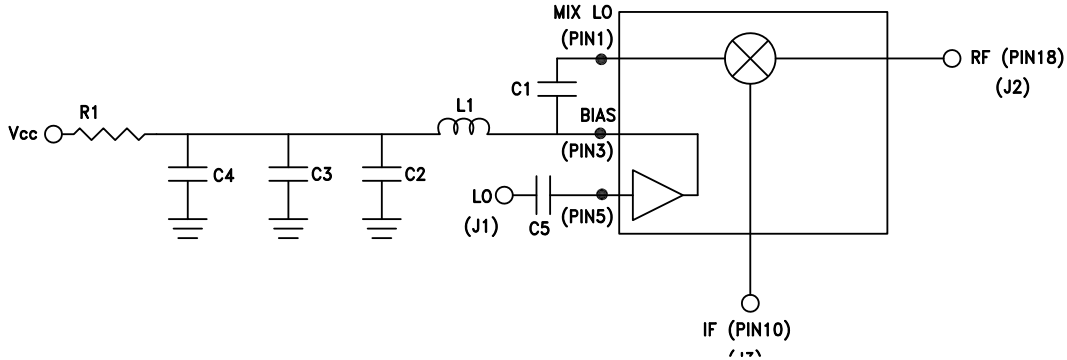 MIX LO
(PIN1)
RF (PIN18)
(J2)
C1
R1
L1
BIAS
Vcc
(PIN3)
C4
C3
C2
LO
(J1)
C5
(PIN5)
IF (PIN10)
(J3)